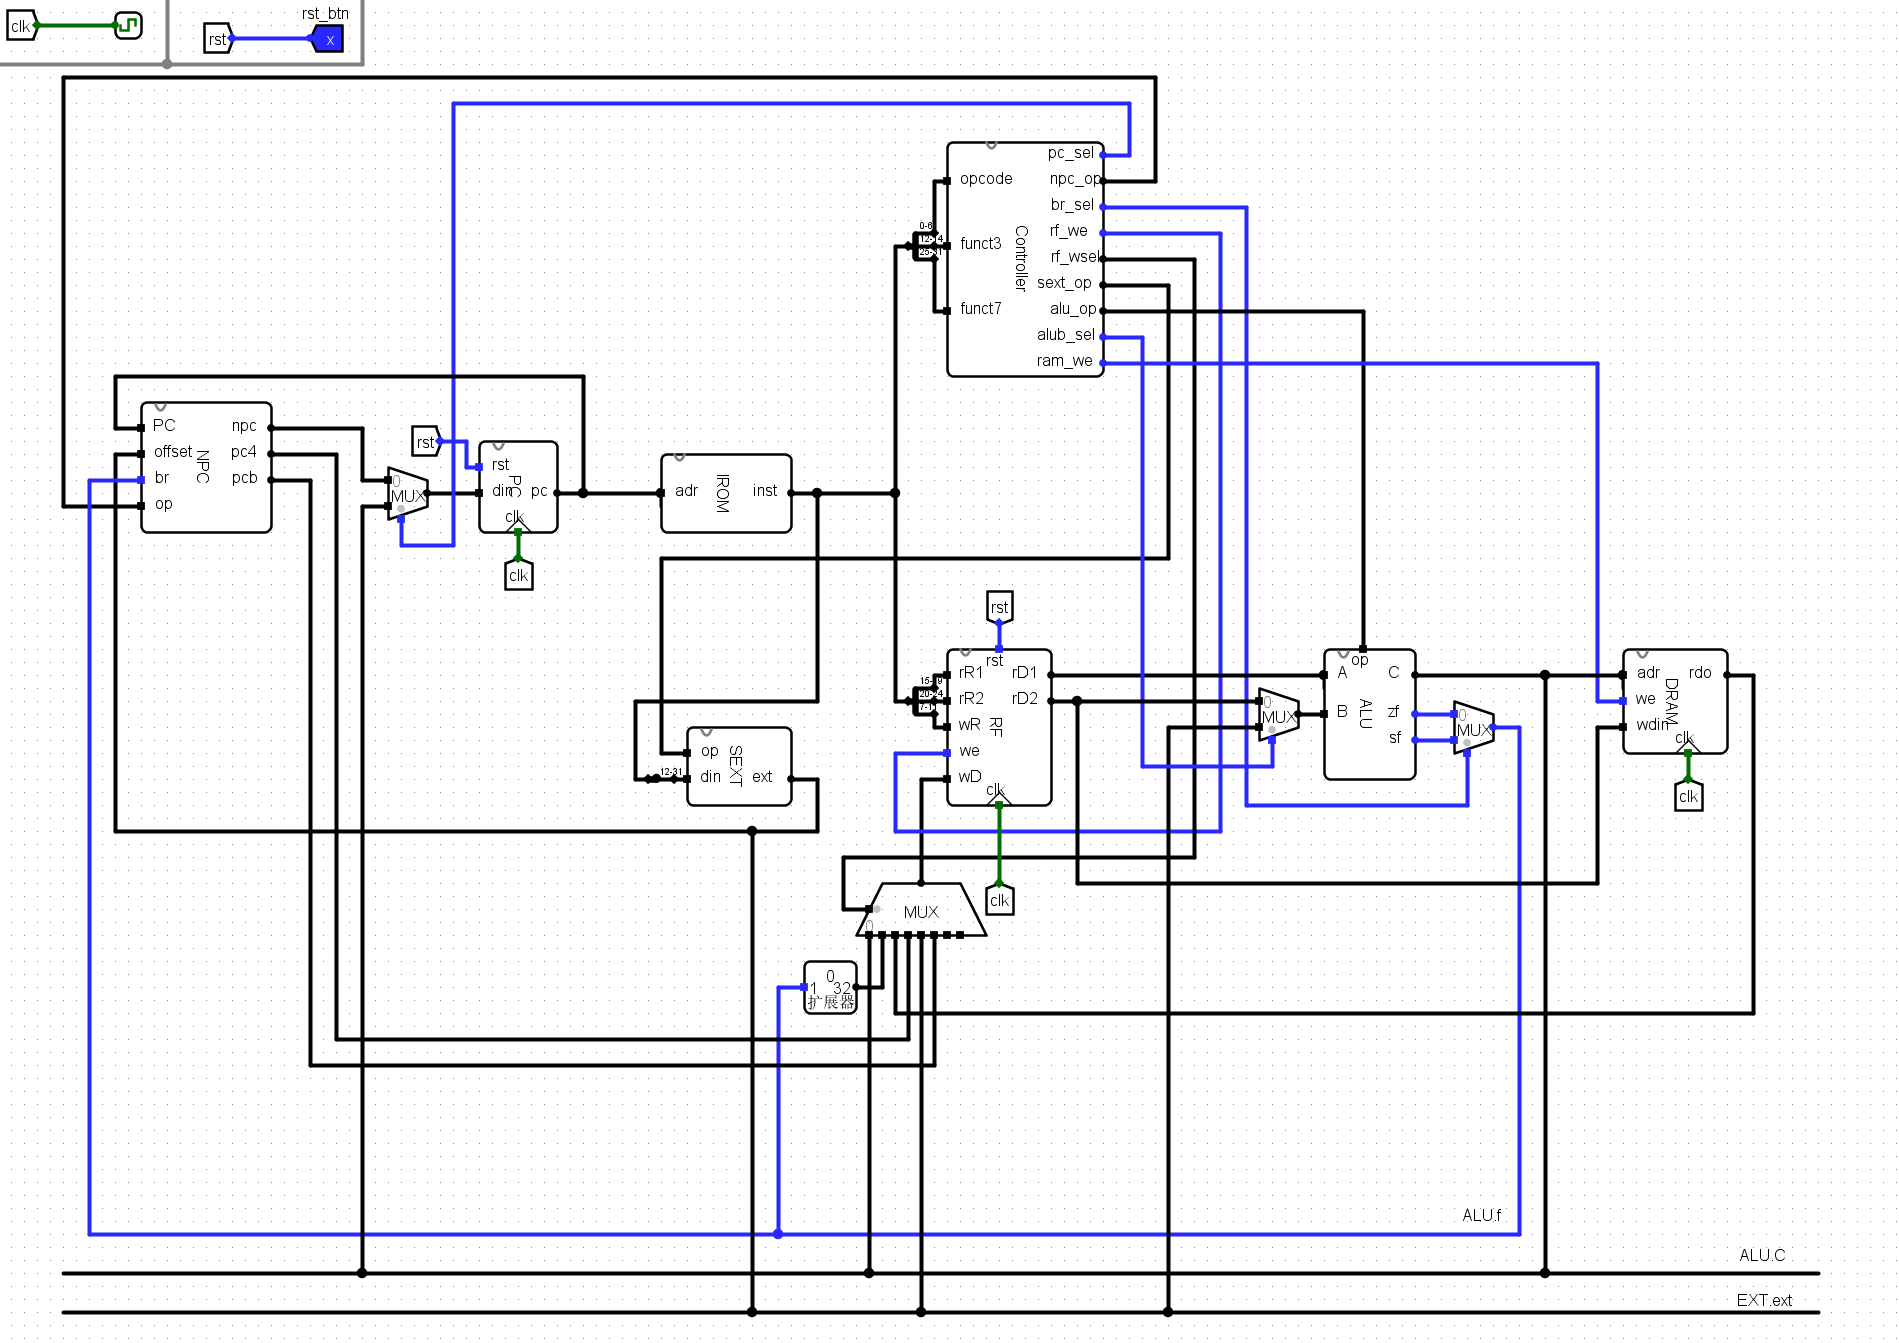 clk
rst
rst_btn
x
pc_sel
opcode
npc_op
br_sel
0-6
rf_we
12-14
funct3
Controller
rf_wsel
sext_op
funct7
alu_op
alub_sel
ram_we
PC
npc
offset
NPC
pc4
br
pcb
op
rst
0
MUX
rst
din
PC
pc
clk
clk
adr
IROM
inst
rst
rst
15-19
rR1
rD1
20-24
rR2
rD2
wR
RF
we
wD
clk
clk
op
SEXT
12-31
din
ext
0
MUX
op
A
C
B
ALU
zf
sf
0
MUX
adr
rdo
we
DRAM
wdin
clk
clk
MUX
0
0
1
32
扩展器
ALU.f
ALU.C
EXT.ext